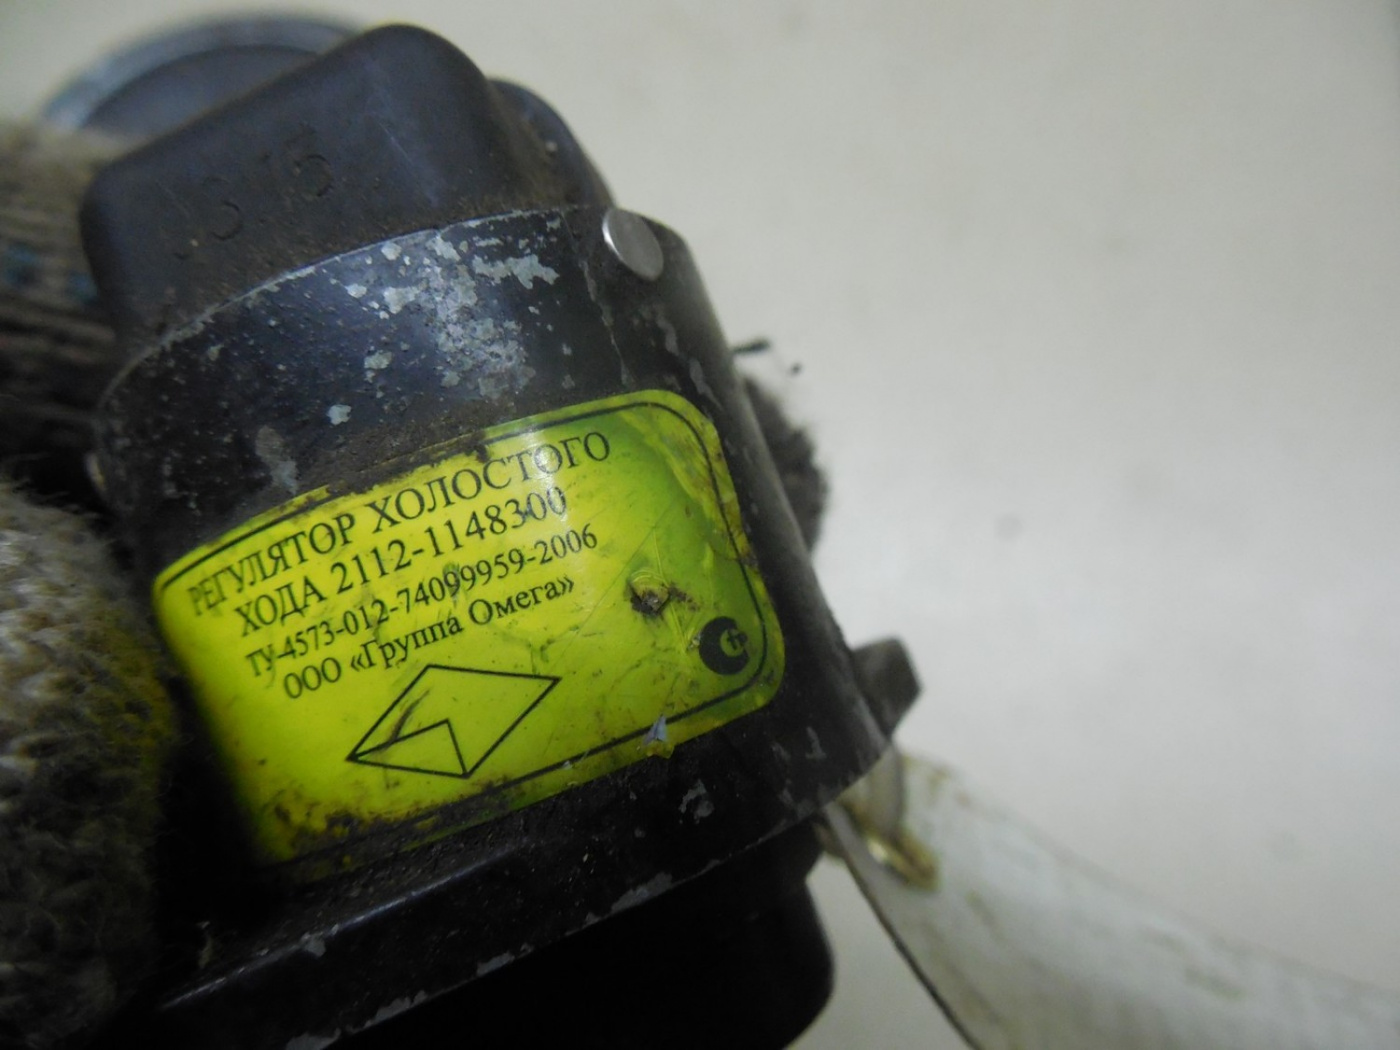 РЕГУЛЯТОР ХОЛОСТОГО
ХОДА 2112-1148300
ТУ-4573-012-74099959-2006
ООО «Группа Омега»